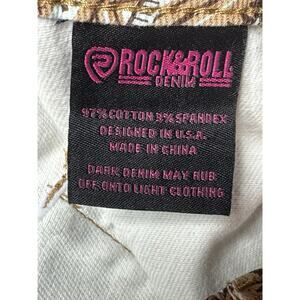 ROCK&ROLL
DENIM
97% COTTON 3% SPANDEX
DESIGNED IN U.S.A.
MADE IN CHINA
DARK DENIM MAY RUB
OFF ONTO LIGHT CLOTHING